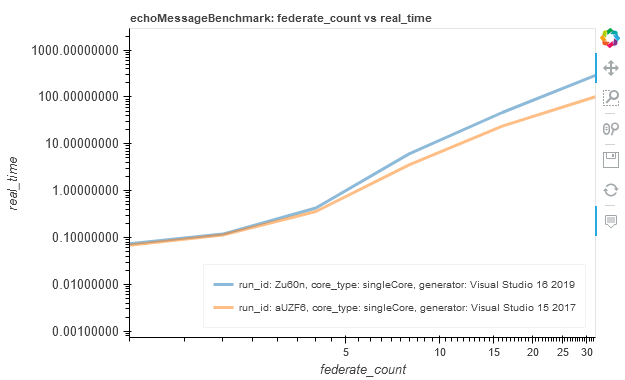 echoMessageBenchmark: federate_count vs real_time
1000.00000000
100.00000000
10.00000000
1.00000000
0.10000000
0.01000000
0.00100000
real_time
run_id: Zu60n, core_type: singleCore, generator: Visual Studio 16 2019
run_id: aUZF6, core_type: singleCore, generator: Visual Studio 15 2017
5 10 15 20 25 30
federate_count